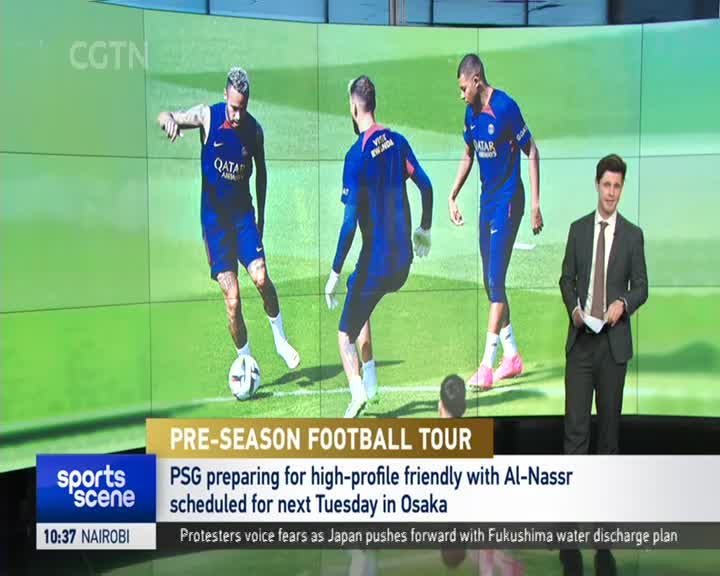 CGTN
QATAR
AIRWAYS
VISIT
RWANDA
QATAR
AIRWAYS
GOAT
PRE-SEASON FOOTBALL TOUR
sports
scene
PSG preparing for high-profile friendly with Al-Nassr
scheduled for next Tuesday in Osaka
10:37 NAIROBI
Protesters voice fears as Japan pushes forward with Fukushima water discharge plan